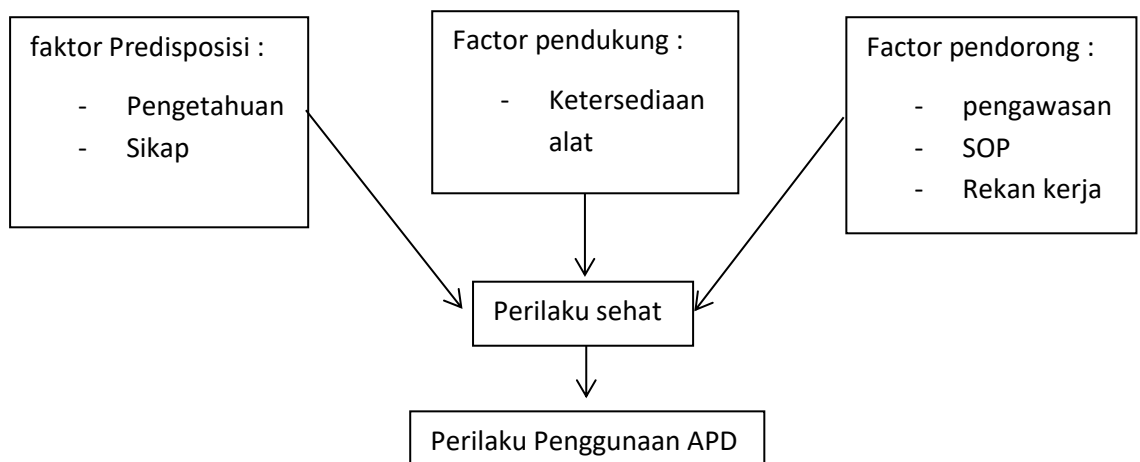 faktor Predisposisi :
- Pengetahuan
- Sikap
Factor pendukung :
- Ketersediaan
alat
Factor pendorong :
- pengawasan
- SOP
- Rekan kerja
Perilaku sehat
Perilaku Penggunaan APD